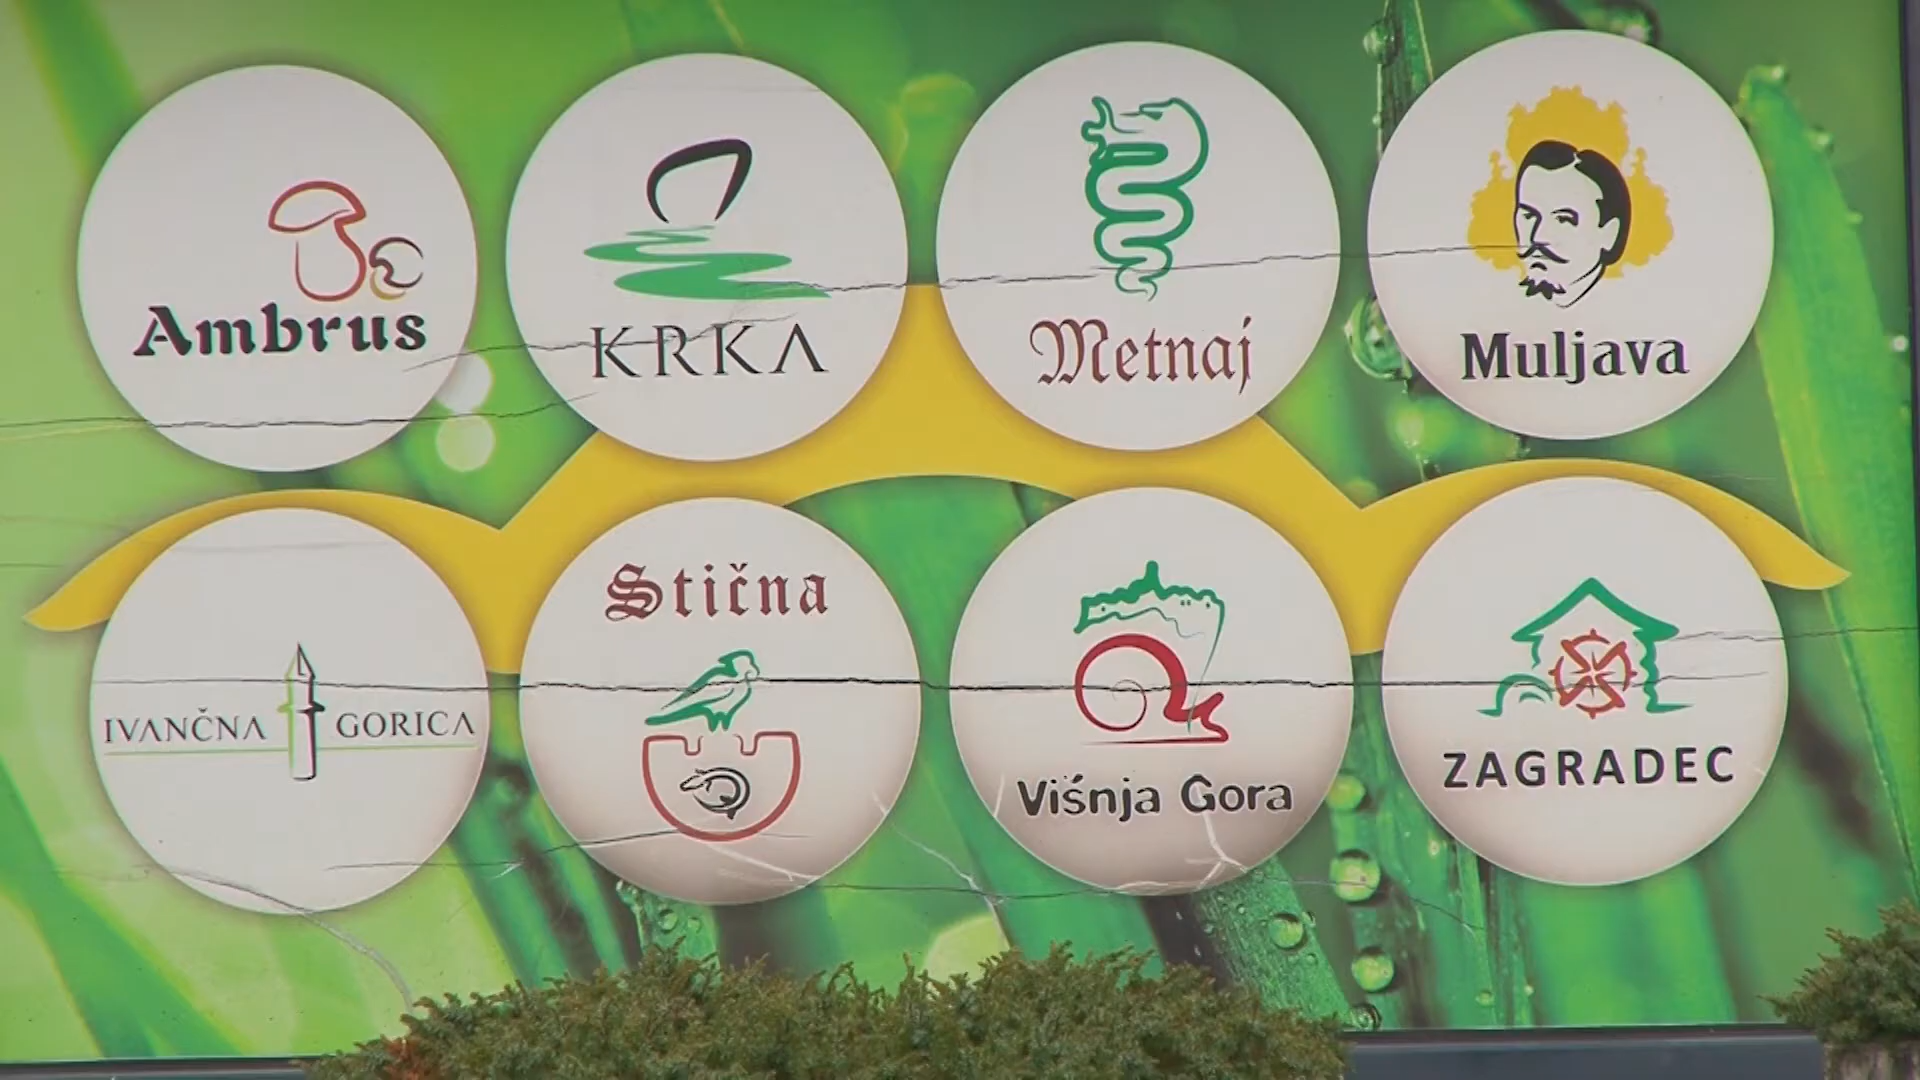 Ambrus
KRKA
Metnaj
Muljava
IVANČNA GORICA
Stična
Višnja Gora
ZAGRADEC